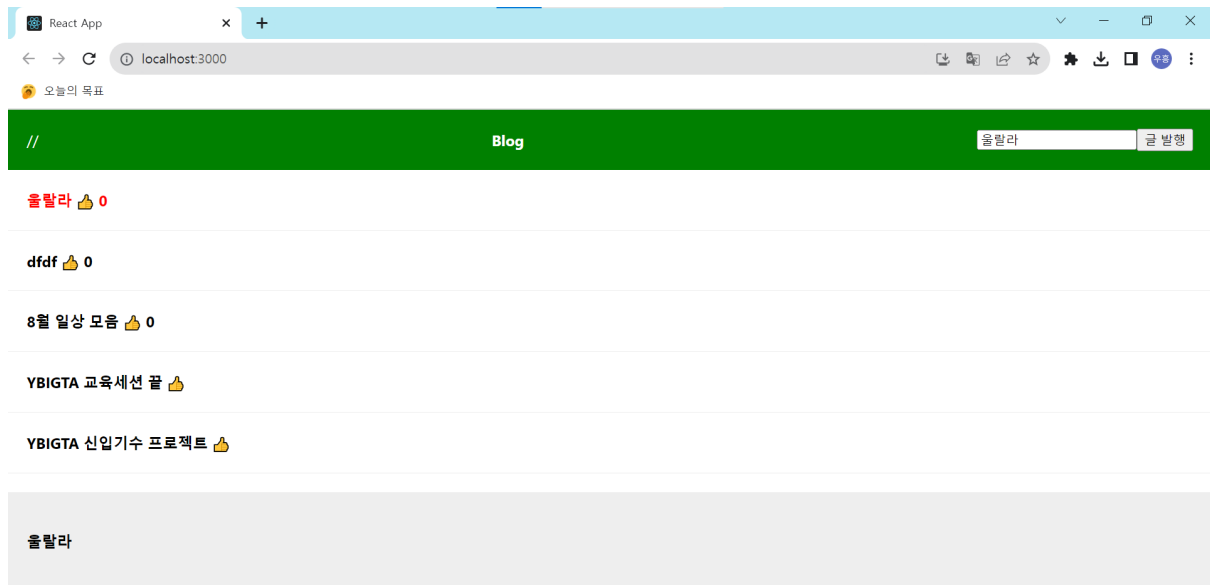 React App
localhost:3000
우흥
오늘의 목표
// Blog 울랄라 글 발행
울랄라 👍 0
dfdf 👍 0
8월 일상 모음 👍 0
YBIGTA 교육세션 끝 👍
YBIGTA 신입기수 프로젝트 👍
울랄라